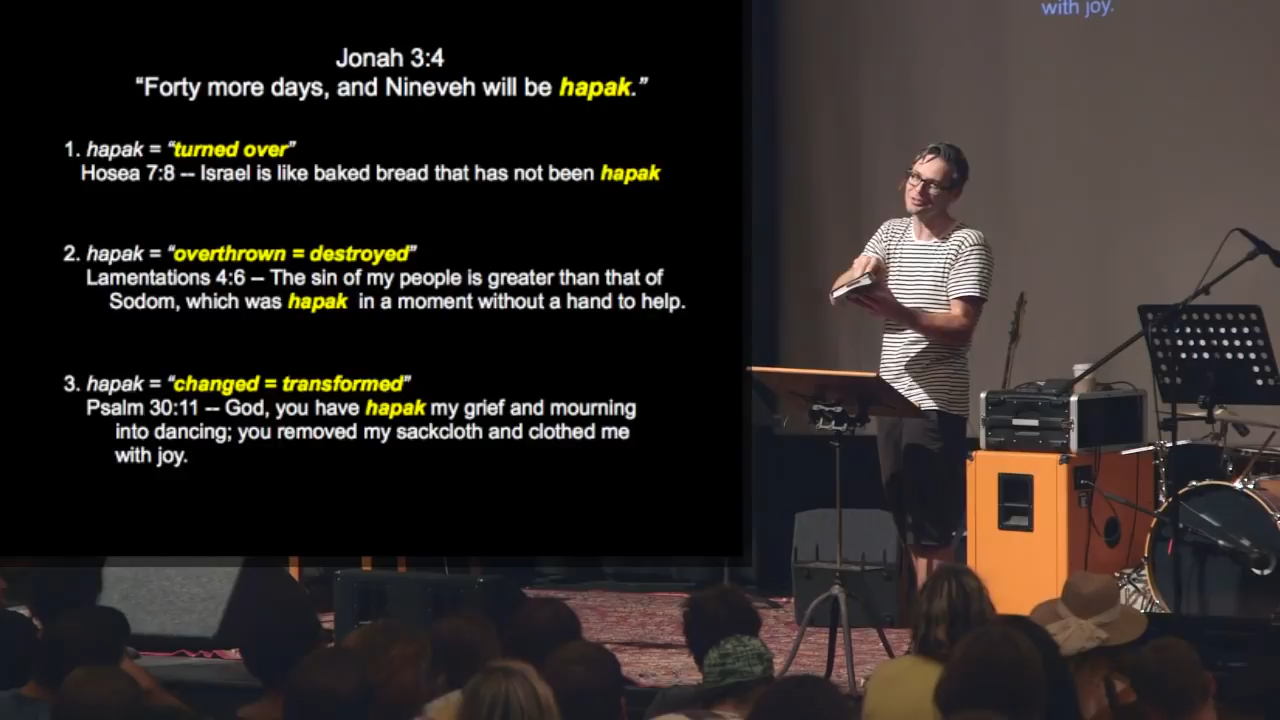 with joy.
Jonah 3:4
“Forty more days, and Nineveh will be hapak.”
1. hapak = “turned over”
Hosea 7:8 -- Israel is like baked bread that has not been hapak
2. hapak = “overthrown = destroyed”
Lamentations 4:6 -- The sin of my people is greater than that of
Sodom, which was hapak in a moment without a hand to help.
3. hapak = “changed = transformed”
Psalm 30:11 -- God, you have hapak my grief and mourning
into dancing; you removed my sackcloth and clothed me
with joy.